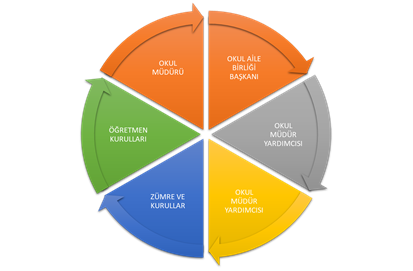 OKUL
MÜDÜRÜ
OKUL AİLE
BİRLİĞİ
BAŞKANI
OKUL
MÜDÜR
YARDIMCISI
OKUL
MÜDÜR
YARDIMCISI
ZÜMRE VE
KURULLAR
ÖĞRETMEN
KURULLARI